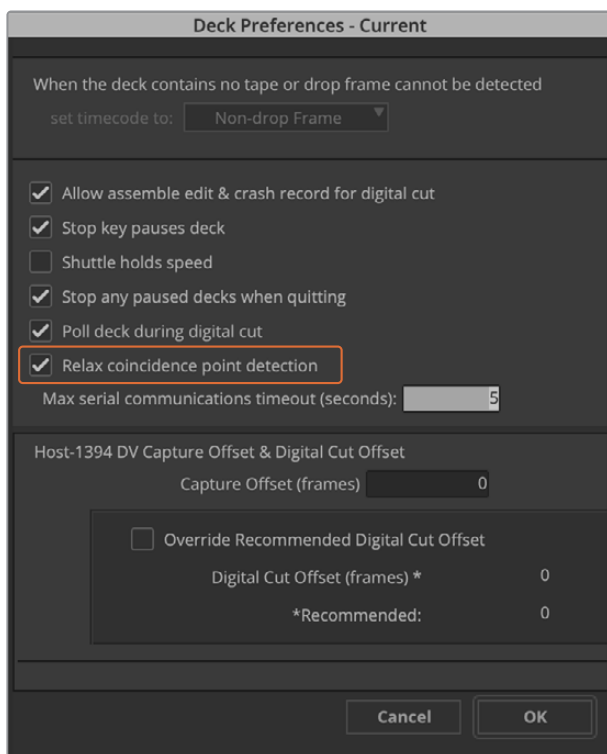 Deck Preferences - Current
When the deck contains no tape or drop frame cannot be detected
set timecode to: Non-drop Frame
Allow assemble edit & crash record for digital cut
Stop key pauses deck
Shuttle holds speed
Stop any paused decks when quitting
Poll deck during digital cut
Relax coincidence point detection
Max serial communications timeout (seconds): 5
Host-1394 DV Capture Offset & Digital Cut Offset
Capture Offset (frames) 0
Override Recommended Digital Cut Offset
Digital Cut Offset (frames) * 0
*Recommended: 0
Cancel OK